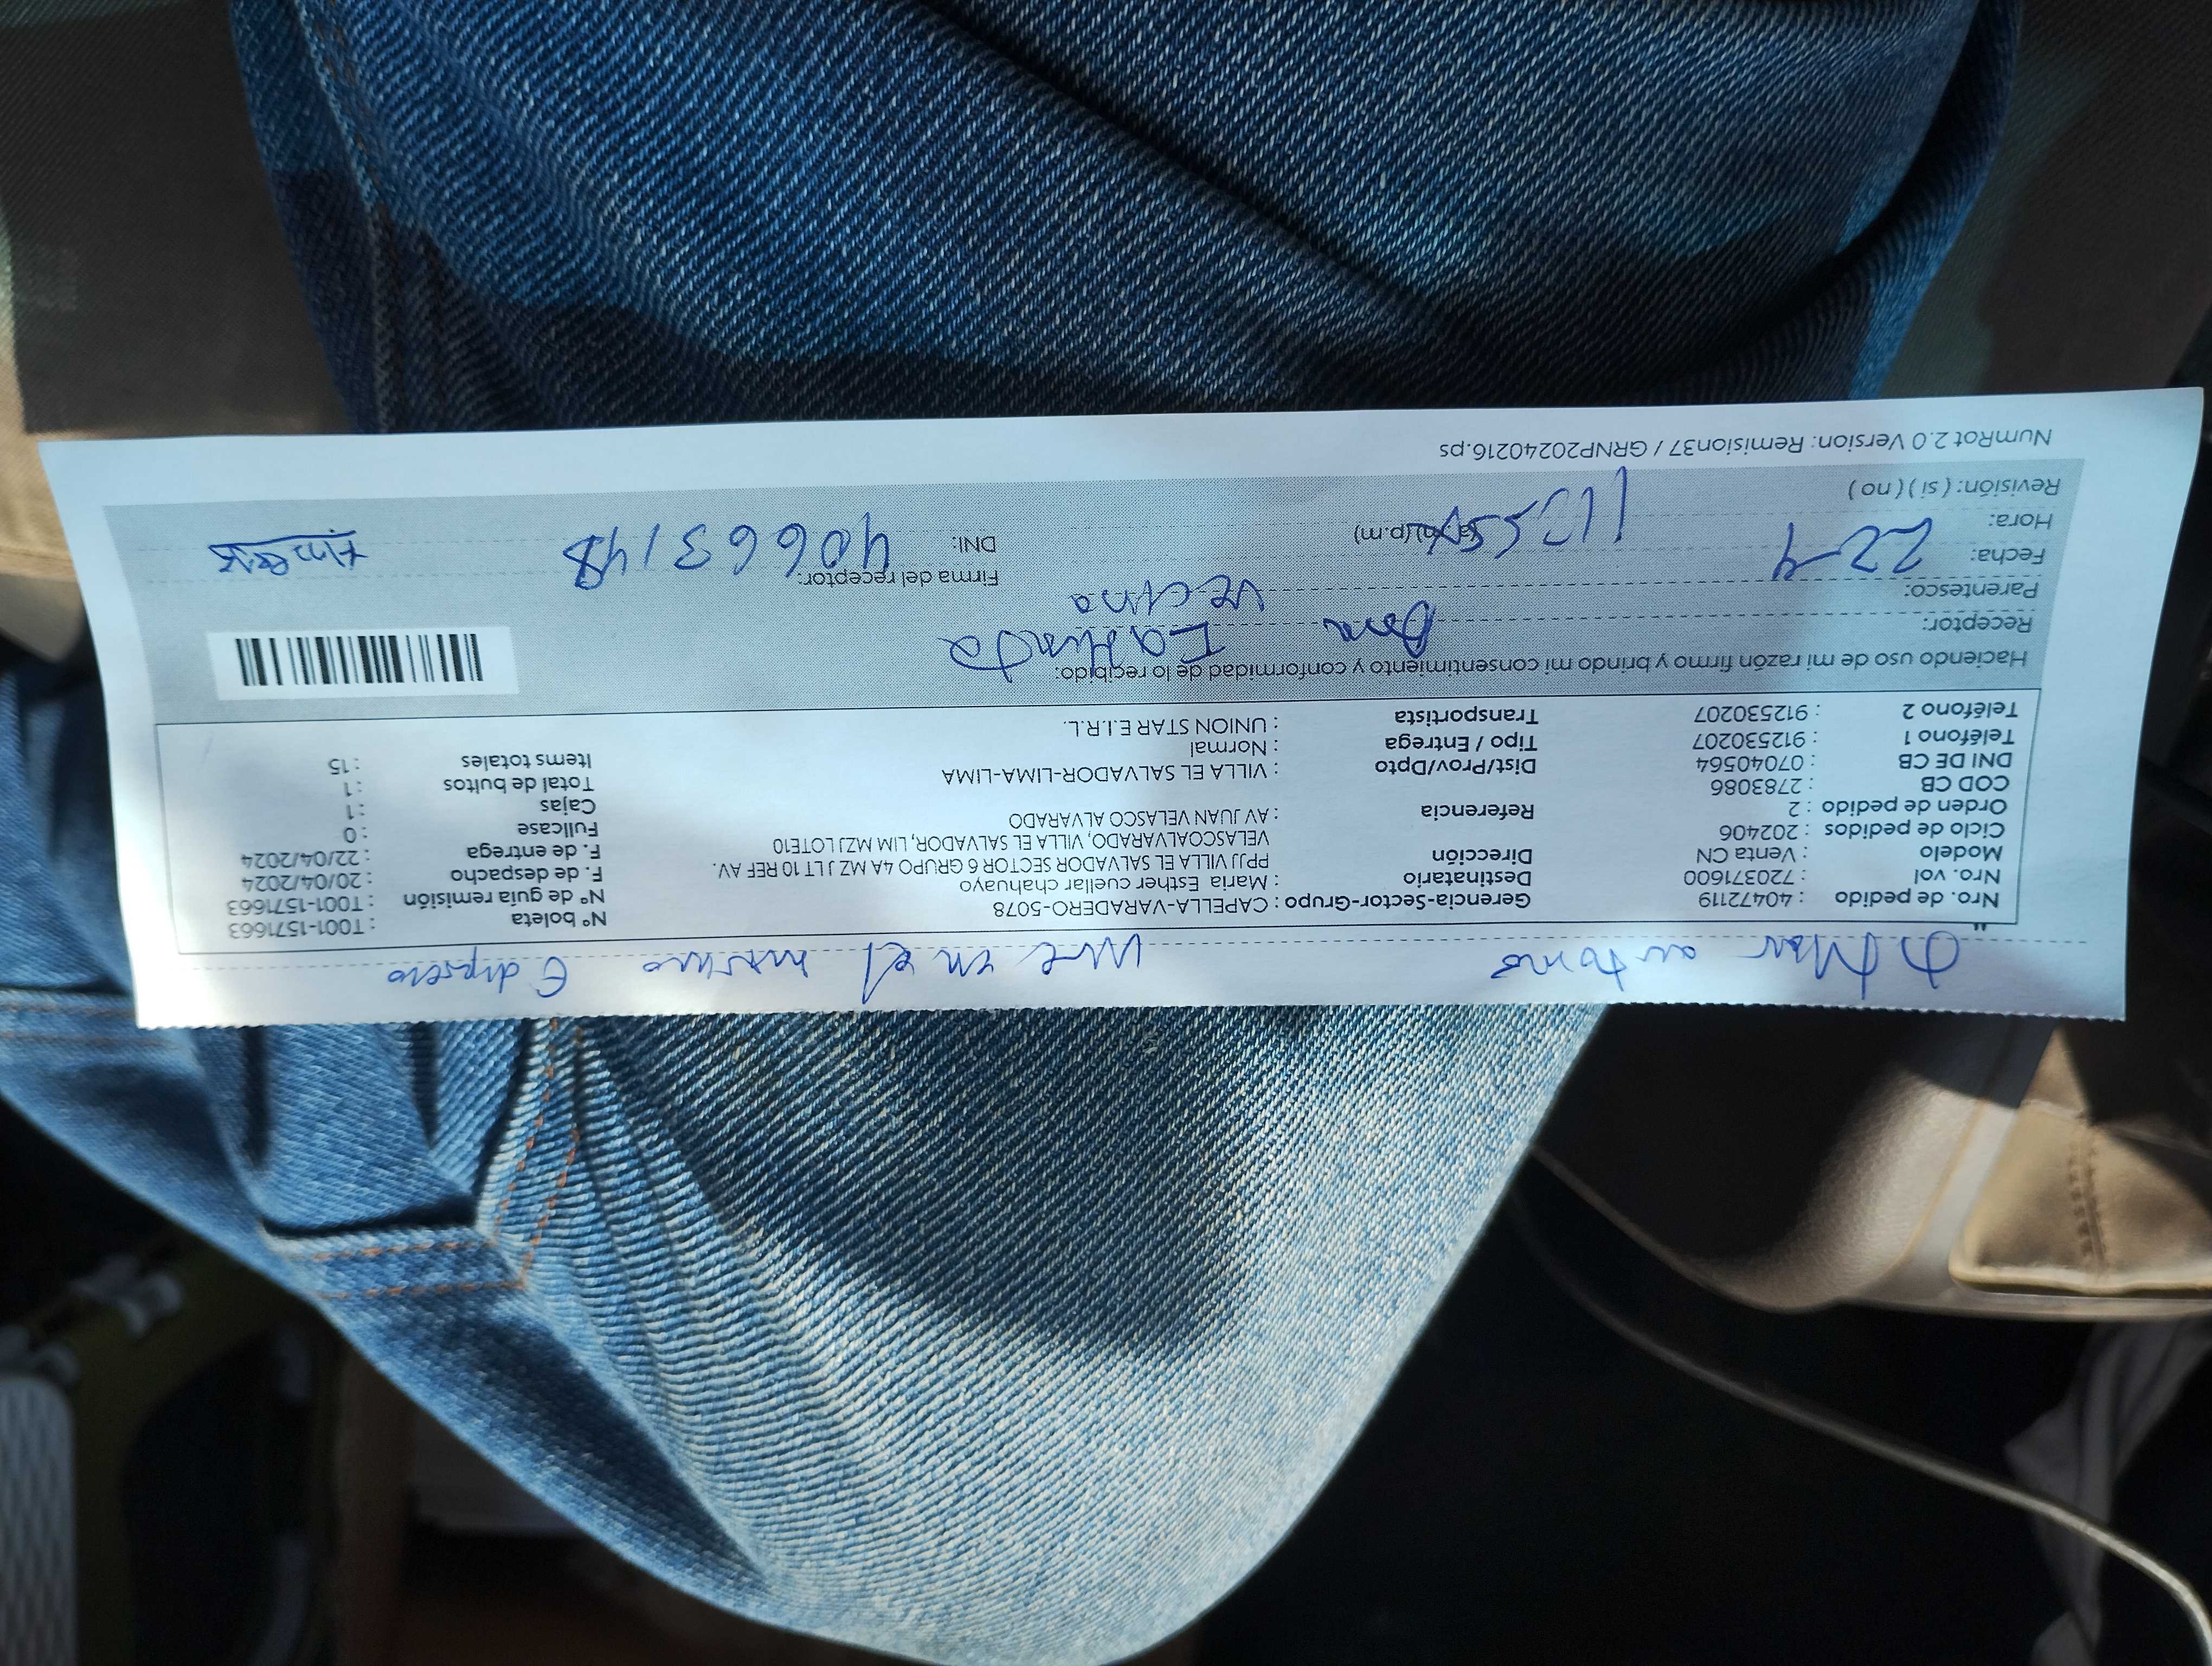 vive en el mismo
Nro. de pedido : 40472119 Gerencia-Sector-Grupo : CAPELLA-VARADERO-5078 N° boleta : T001-1571663
Nro. vol : 720371600 Destinatario : Maria Esther cuellar chahuayo N° de guía remisión : T001-1571663
Modelo : Venta CN Dirección PPJJ VILLA EL SALVADOR SECTOR 6 GRUPO 4A MZ J LT 10 REF AV. F. de despacho : 20/04/2024
Ciclo de pedidos : 202406 VELASCOALVARADO, VILLA EL SALVADOR, LIM MZJ LOTE10 F. de entrega : 22/04/2024
Orden de pedido : 2 Referencia : AV JUAN VELASCO ALVARADO Fullcase : 0
COD CB : 2783086 Cajas : 1
DNI DE CB : 07040564 Dist/Prov/Dpto : VILLA EL SALVADOR-LIMA-LIMA Total de bultos : 1
Teléfono 1 : 912530207 Tipo / Entrega : Normal Items totales : 15
Teléfono 2 : 912530207 Transportista : UNION STAR E.I.R.L.
Haciendo uso de mi razón firmo y brindo mi consentimiento y conformidad de lo recibido:
Receptor:
Parentesco: vecina
Fecha: 22-4 Firma del receptor:
Hora: (p.m) DNI: 40663148
Revisión: ( si ) ( no )
NumRot 2.0 Version: Remision37 / GRNP20240216.ps